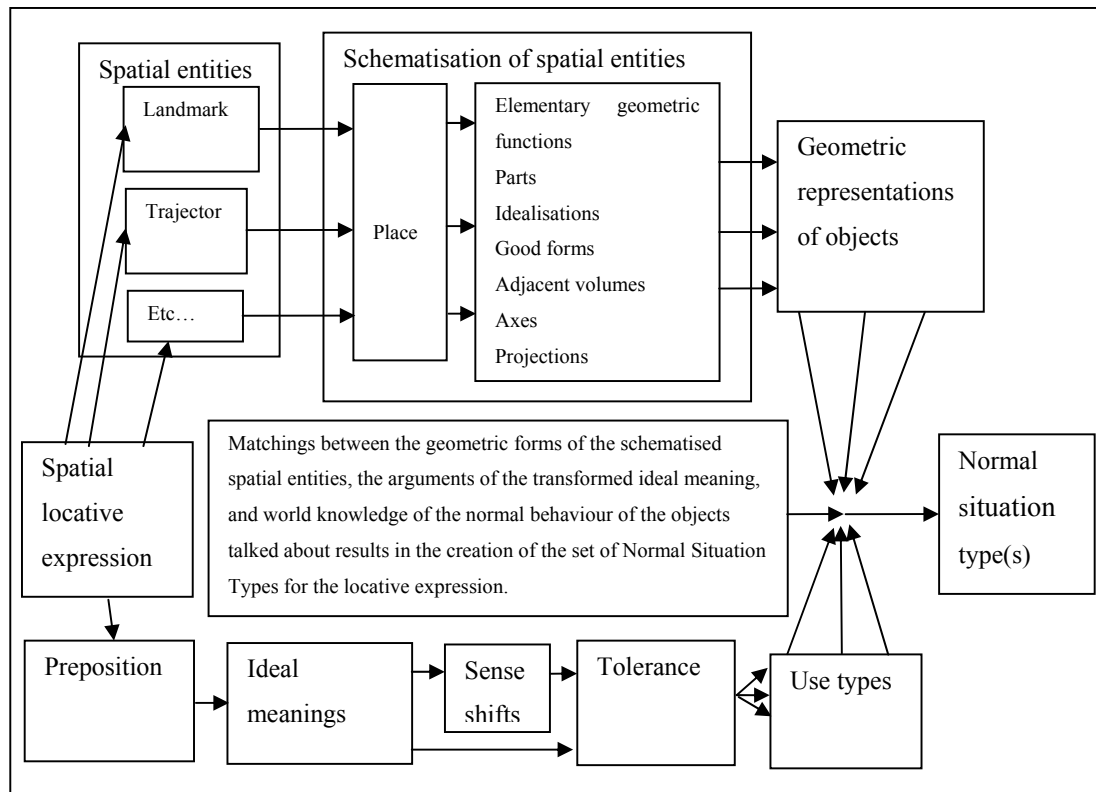 Spatial entities
Landmark
Trajector
Etc…
Schematisation of spatial entities
Place
Elementary geometric
functions
Parts
Idealisations
Good forms
Adjacent volumes
Axes
Projections
Geometric
representations
of objects
Spatial
locative
expression
Matchings between the geometric forms of the schematised
spatial entities, the arguments of the transformed ideal meaning,
and world knowledge of the normal behaviour of the objects
talked about results in the creation of the set of Normal Situation
Types for the locative expression.
Normal
situation
type(s)
Preposition
Ideal
meanings
Sense
shifts
Tolerance
Use types